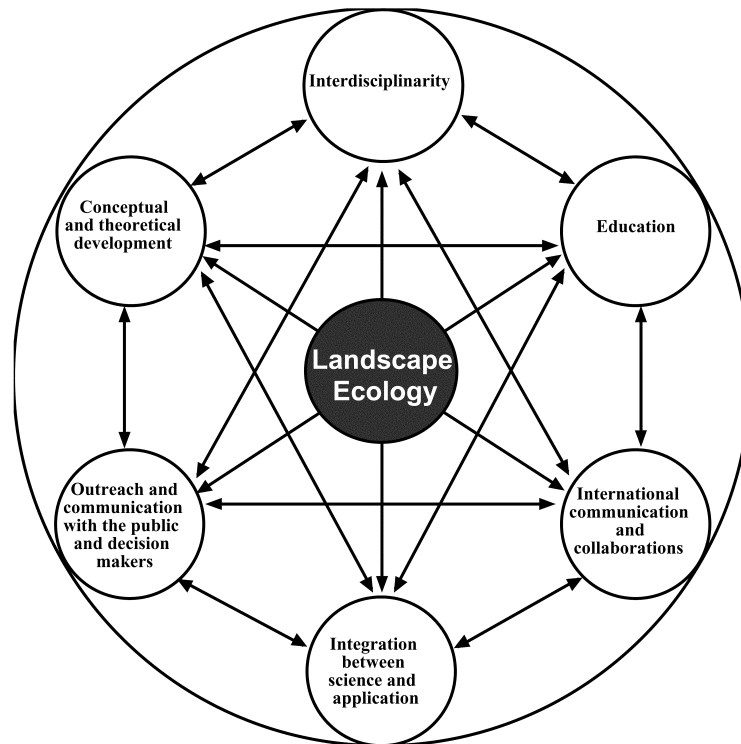 Interdisciplinarity
Conceptual
and theoretical
development
Education
Landscape
Ecology
Outreach and
communication
with the public
and decision
makers
International
communication
and
collaborations
Integration
between
science and
application